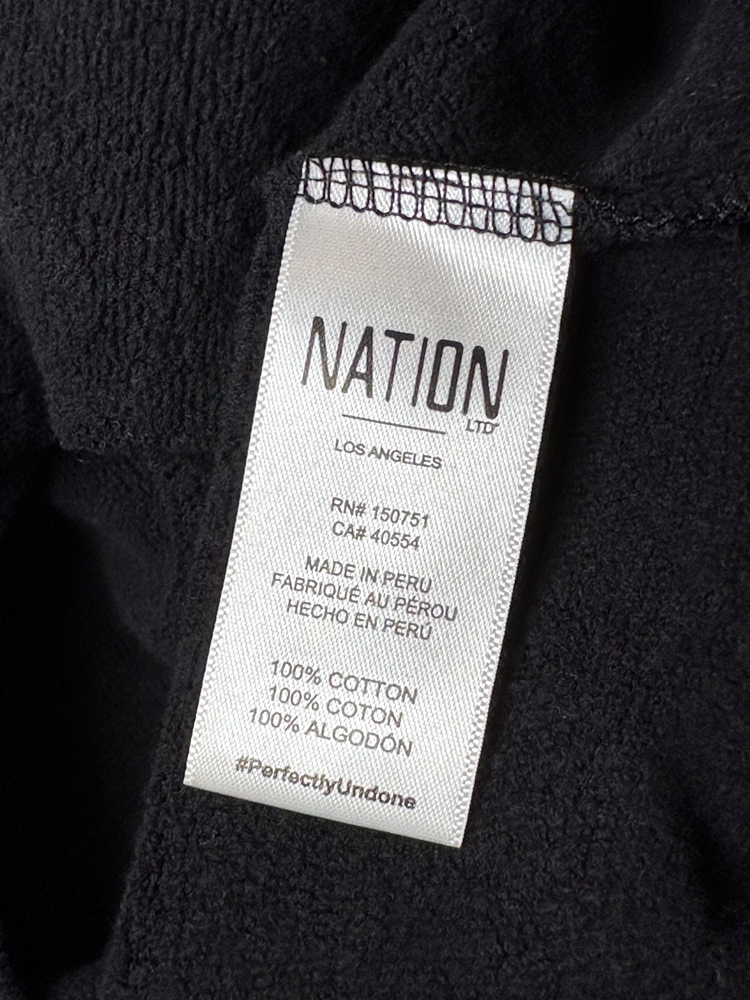 NATION
LTD
LOS ANGELES
RN# 150751
CA# 40554
MADE IN PERU
FABRIQUÉ AU PÉROU
HECHO EN PERÚ
100% COTTON
100% COTON
100% ALGODÓN
#PerfectlyUndone